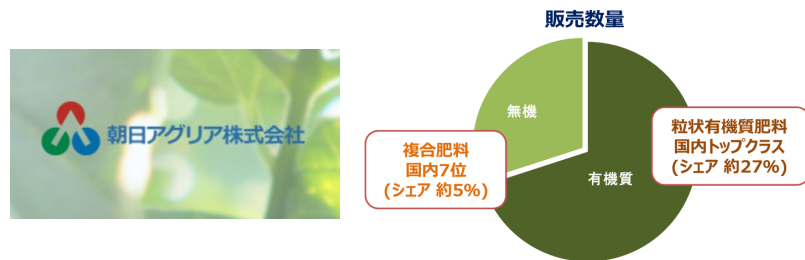 朝日アグリア株式会社
販売数量
無機
複合肥料
国内7位
(シェア 約5%)
粒状有機質肥料
国内トップクラス
(シェア 約27%)
有機質